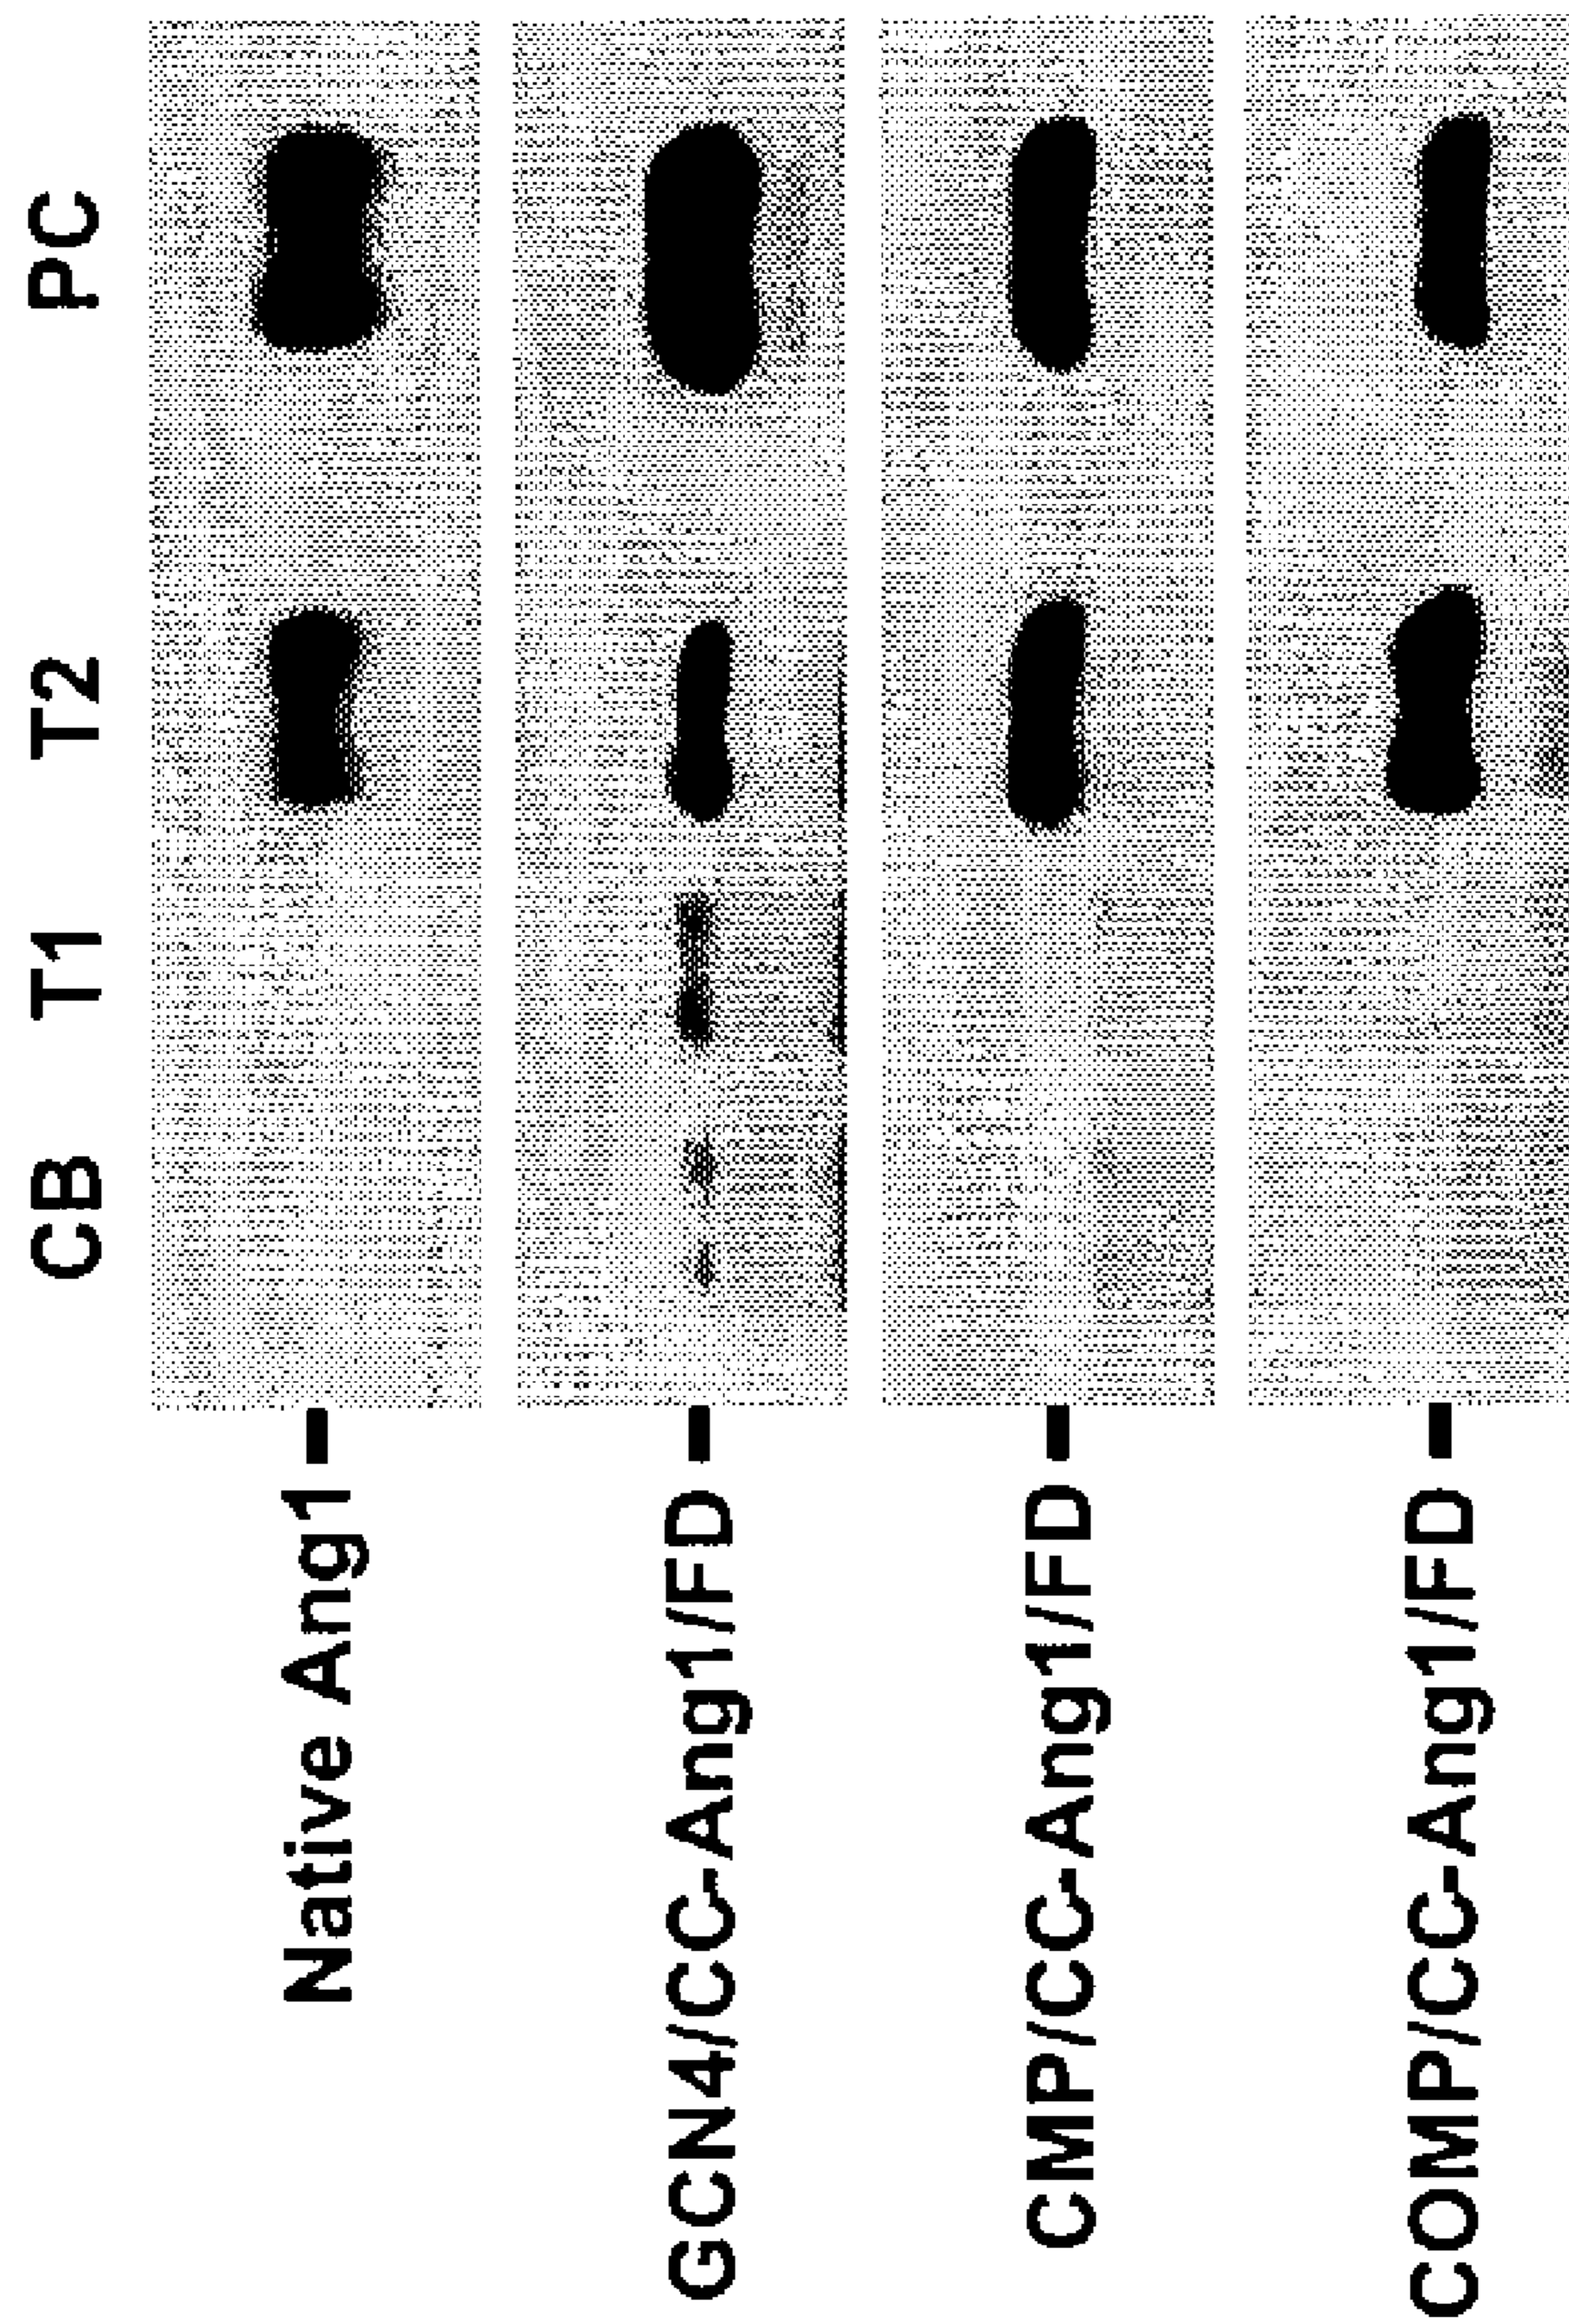 CB T1 T2 PC
Native Ang1
GCN4/CC-Ang1/FD
CMP/CC-Ang1/FD
COMP/CC-Ang1/FD